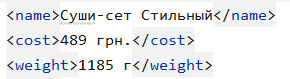 <name>Суши-сет Стильный</name>
<cost>489 грн.</cost>
<weight>1185 г</weight>